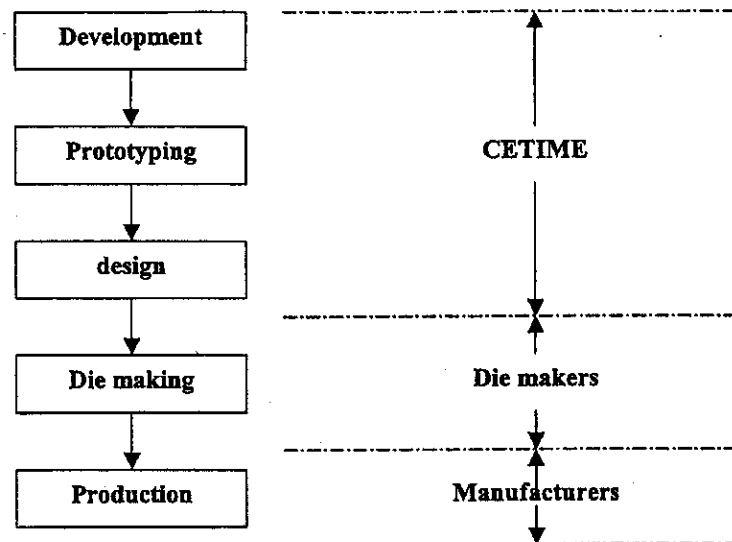 Development
Prototyping
CETIME
design
Die making
Die makers
Production
Manufacturers